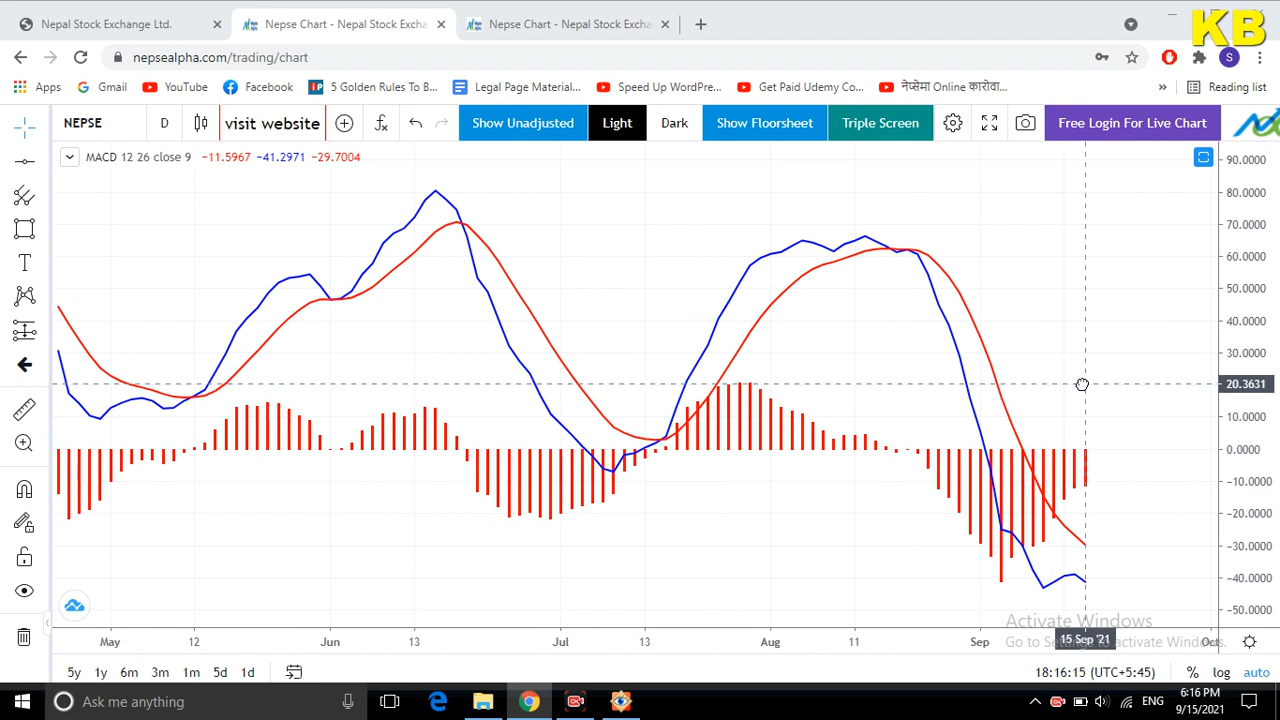 Nepal Stock Exchange Ltd.
Nepse Chart - Nepal Stock Excha
Nepse Chart - Nepal Stock Excha
KB
nepsealpha.com/trading/chart
S
Apps
Gmail
YouTube
Facebook
5 Golden Rules To B...
Legal Page Material...
Speed Up WordPre...
Get Paid Udemy Co...
नेप्सेमा Online कारोवा...
Reading list
NEPSE
D
visit website
Show Unadjusted
Light
Dark
Show Floorsheet
Triple Screen
Free Login For Live Chart
MACD 12 26 close 9 −11.5967 −41.2971 −29.7004
90.0000
80.0000
70.0000
60.0000
50.0000
40.0000
30.0000
20.3631
10.0000
0.0000
−10.0000
−20.0000
−30.0000
−40.0000
−50.0000
Activate Windows
Go to Settings to activate Windows.
May
12
Jun
13
Jul
13
Aug
11
Sep
15 Sep '21
Oct
5y 1y 6m 3m 1m 5d 1d
18:16:15 (UTC+5:45)
% log auto
Ask me anything
ENG
6:16 PM
9/15/2021